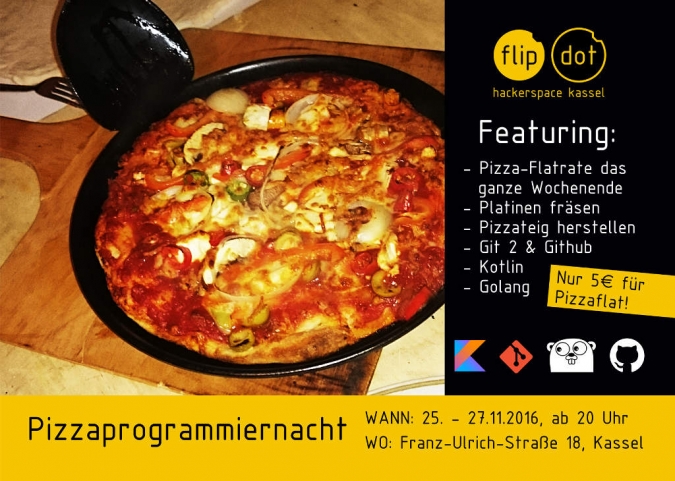 flip dot
hackerspace kassel
Featuring:
- Pizza-Flatrate das
ganze Wochenende
- Platinen fräsen
- Pizzateig herstellen
- Git 2 & Github
- Kotlin
- Golang
Nur 5€ für
Pizzaflat!
Pizzaprogrammiernacht
WANN: 25. - 27.11.2016, ab 20 Uhr
WO: Franz-Ulrich-Straße 18, Kassel